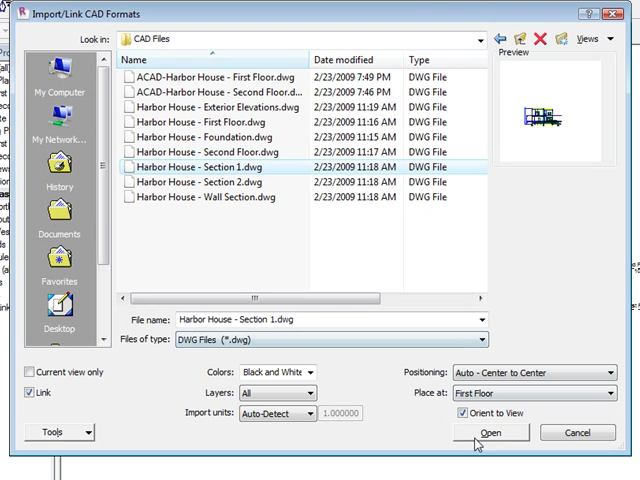 Import/Link CAD Formats
Look in:
CAD Files
Views
Name
Date modified
Type
Preview
My Computer
My Network...
History
Documents
Favorites
Desktop
ACAD-Harbor House - First Floor.dwg 2/23/2009 7:49 PM DWG File
ACAD-Harbor House - Second Floor.d... 2/23/2009 7:46 PM DWG File
Harbor House - Exterior Elevations.dwg 2/23/2009 11:19 AM DWG File
Harbor House - First Floor.dwg 2/23/2009 11:16 AM DWG File
Harbor House - Foundation.dwg 2/23/2009 11:15 AM DWG File
Harbor House - Second Floor.dwg 2/23/2009 11:17 AM DWG File
Harbor House - Section 1.dwg 2/23/2009 11:18 AM DWG File
Harbor House - Section 2.dwg 2/23/2009 11:18 AM DWG File
Harbor House - Wall Section.dwg 2/23/2009 11:18 AM DWG File
File name: Harbor House - Section 1.dwg
Files of type: DWG Files (*.dwg)
Current view only
Link
Colors: Black and White
Layers: All
Import units: Auto-Detect 1.000000
Positioning: Auto - Center to Center
Place at: First Floor
Orient to View
Tools
Open
Cancel